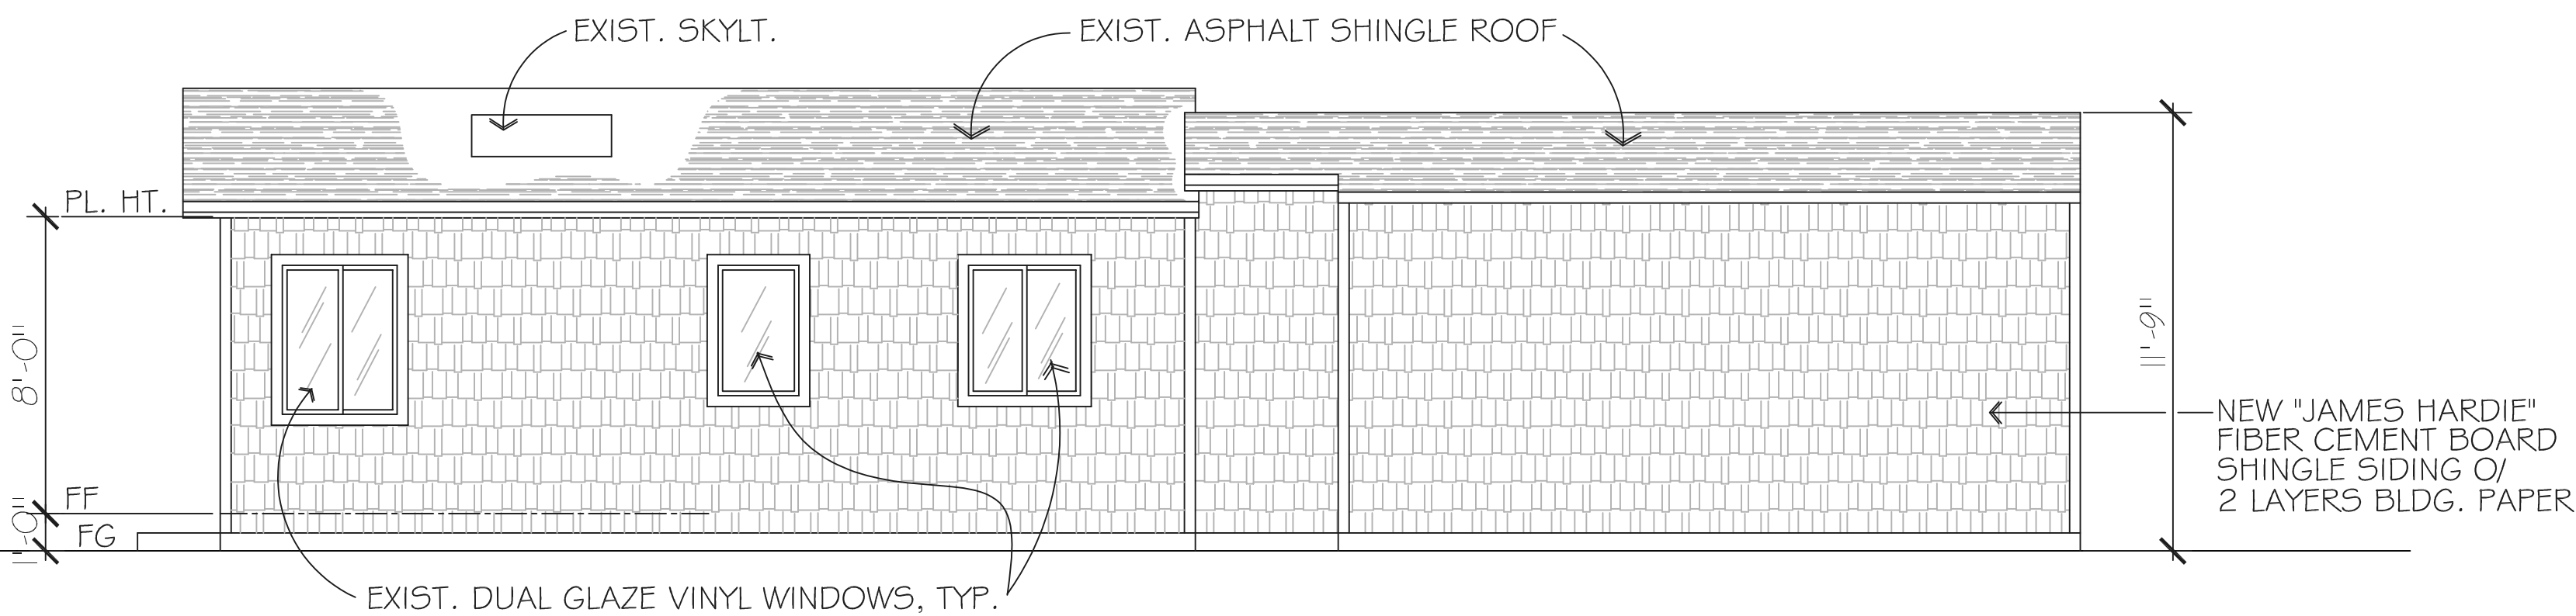 EXIST. SKYLT.
EXIST. ASPHALT SHINGLE ROOF
PL. HT.
8'-0"
11'-9"
NEW "JAMES HARDIE"
FIBER CEMENT BOARD
SHINGLE SIDING O/
2 LAYERS BLDG. PAPER
FF
1'-0"
FG
EXIST. DUAL GLAZE VINYL WINDOWS, TYP.